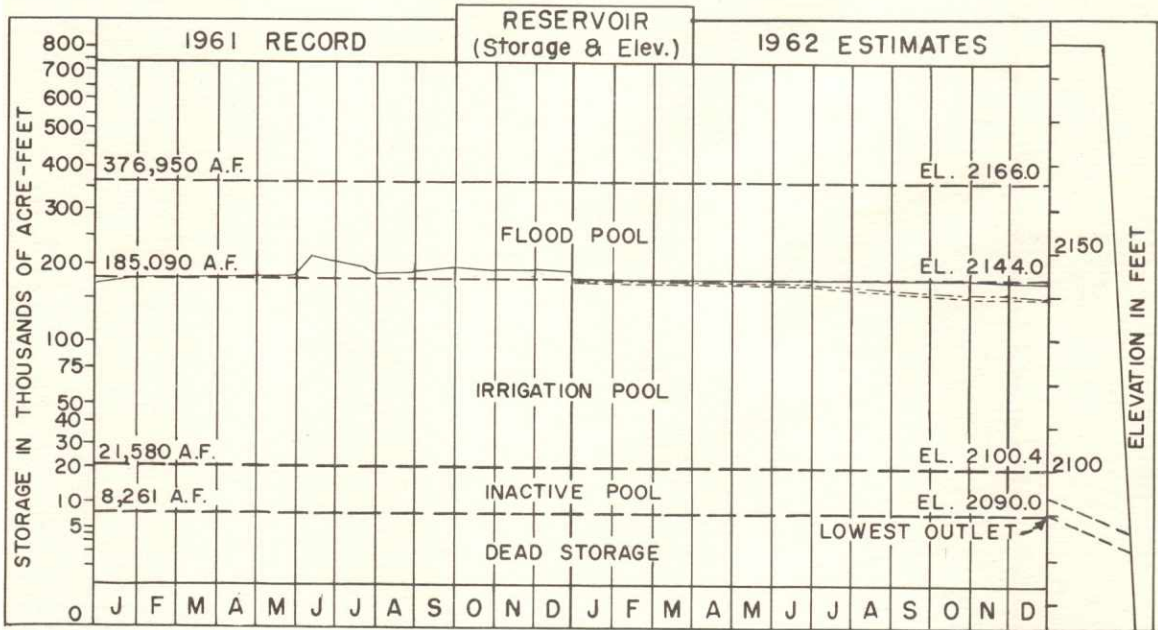 RESERVOIR
(Storage & Elev.)
1961 RECORD
1962 ESTIMATES
STORAGE IN THOUSANDS OF ACRE-FEET
800
700
600
500
400
300
200
100
75
50
40
30
20
10
5
0
376,950 A.F.
EL. 2166.0
FLOOD POOL
185,090 A.F.
EL. 2144.0
IRRIGATION POOL
21,580 A.F.
EL. 2100.4
INACTIVE POOL
8,261 A.F.
EL. 2090.0
LOWEST OUTLET
DEAD STORAGE
2150
2100
ELEVATION IN FEET
J F M A M J J A S O N D J F M A M J J A S O N D